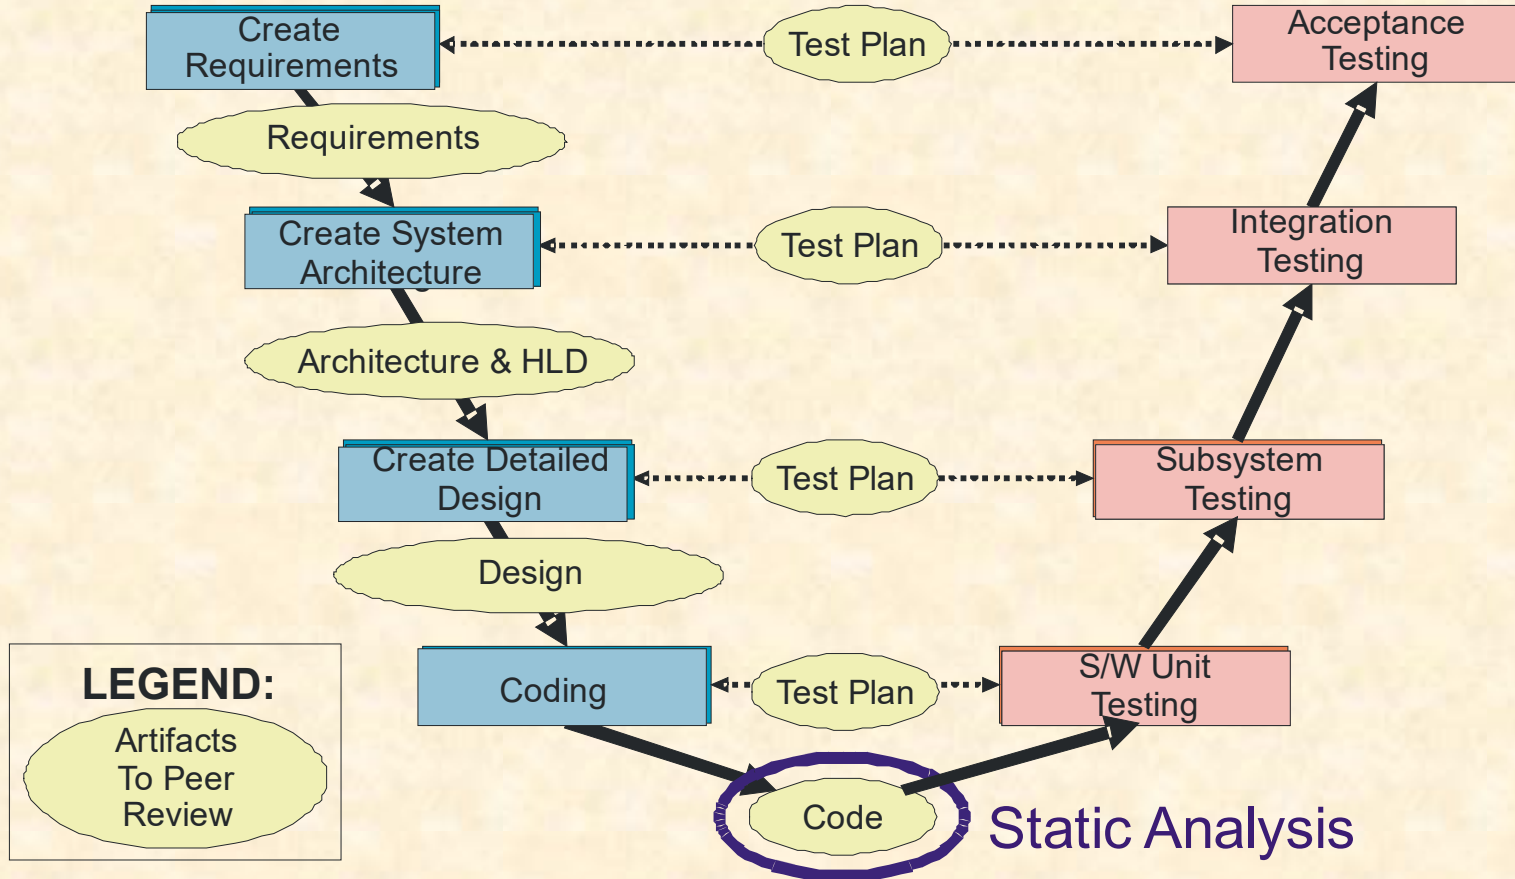 Create
Requirements
Test Plan
Acceptance
Testing
Requirements
Create System
Architecture
Test Plan
Integration
Testing
Architecture & HLD
Create Detailed
Design
Test Plan
Subsystem
Testing
Design
Coding
Test Plan
S/W Unit
Testing
LEGEND:
Artifacts
To Peer
Review
Code
Static Analysis